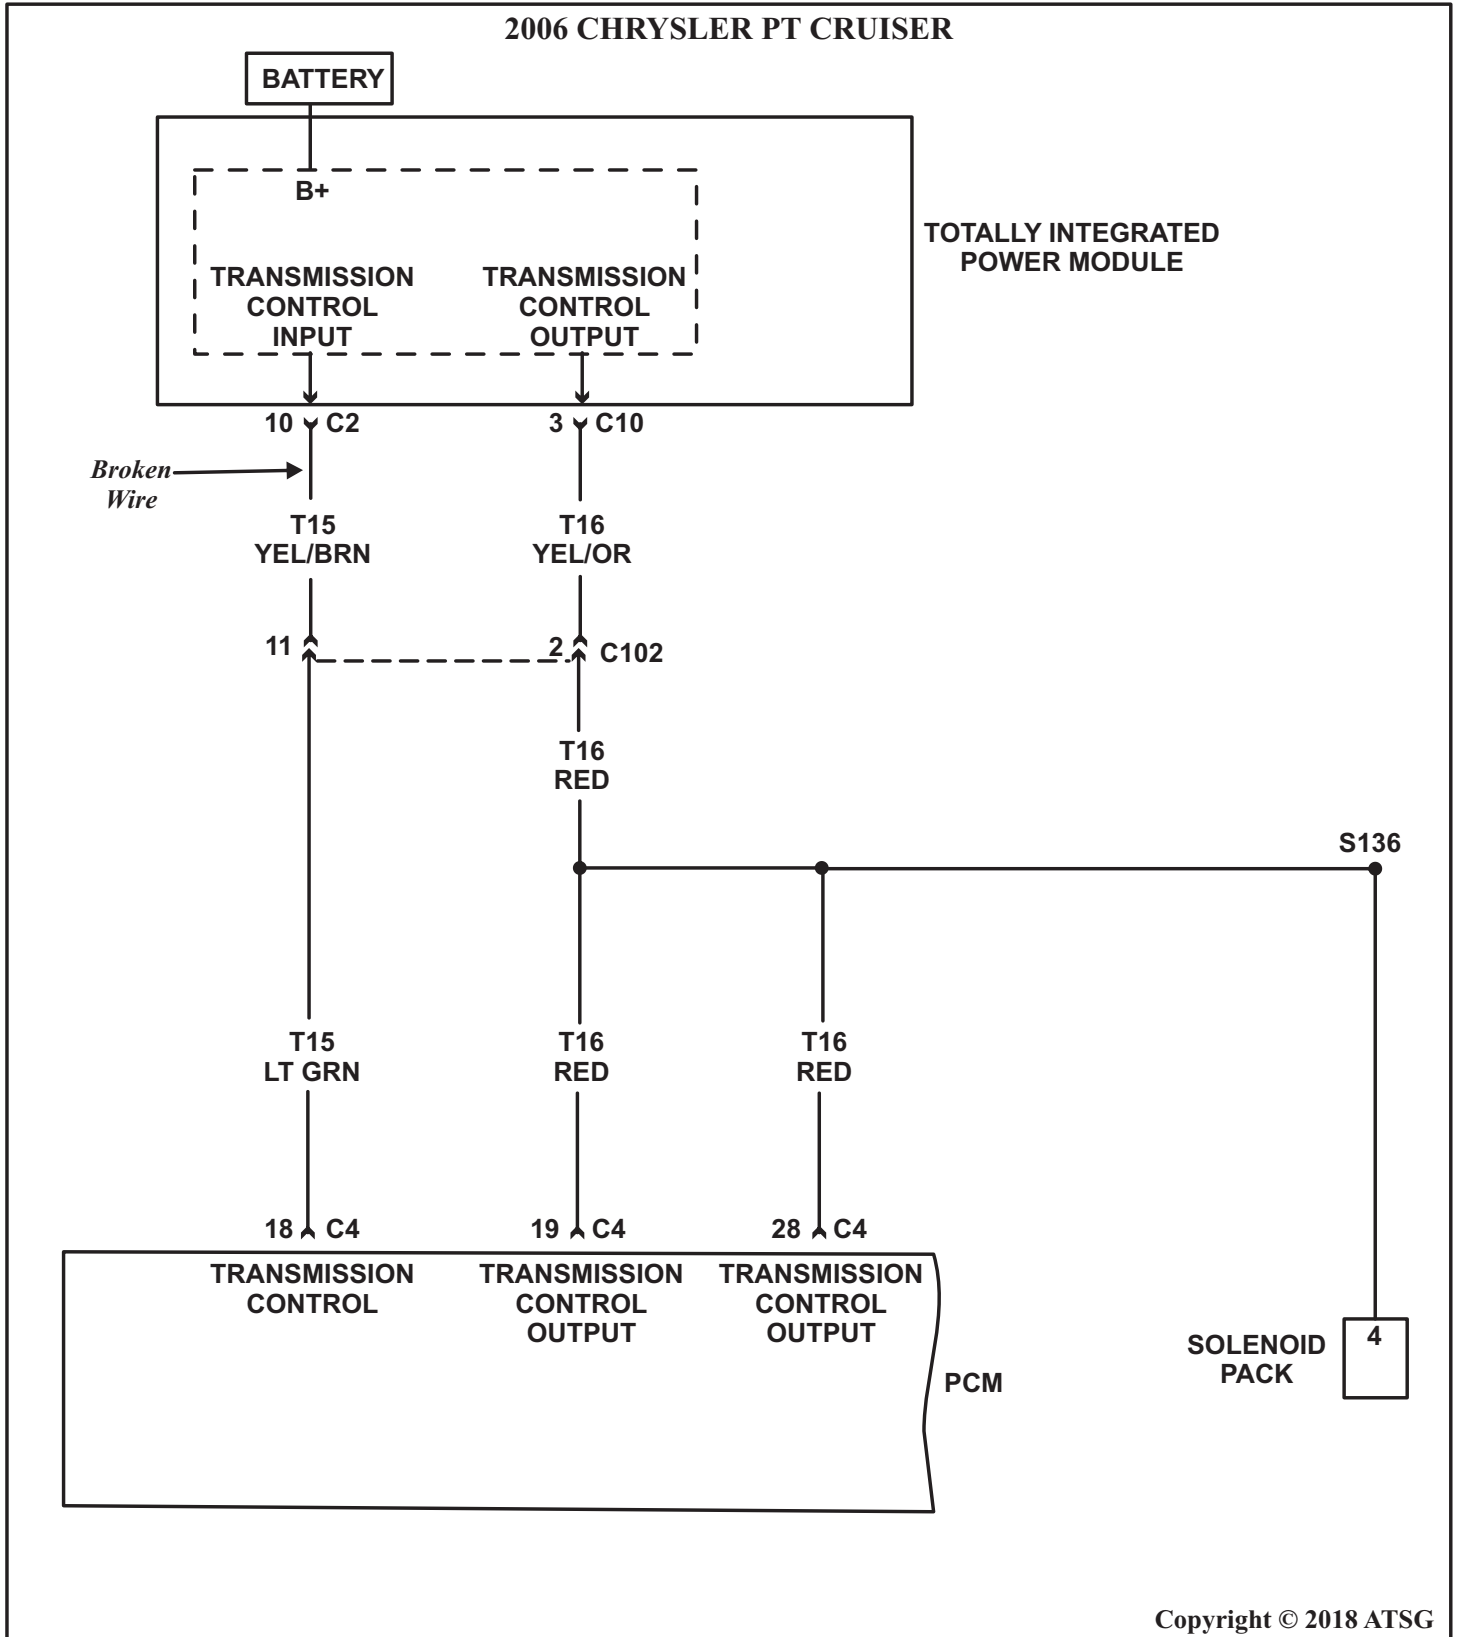 2006 CHRYSLER PT CRUISER
BATTERY
B+
TOTALLY INTEGRATED
POWER MODULE
TRANSMISSION
CONTROL
INPUT
TRANSMISSION
CONTROL
OUTPUT
10 C2
3 C10
Broken
Wire
T15
YEL/BRN
T16
YEL/OR
11
2 C102
T16
RED
S136
T15
LT GRN
T16
RED
T16
RED
18 C4
19 C4
28 C4
TRANSMISSION
CONTROL
TRANSMISSION
CONTROL
OUTPUT
TRANSMISSION
CONTROL
OUTPUT
PCM
SOLENOID
PACK
4
Copyright © 2018 ATSG